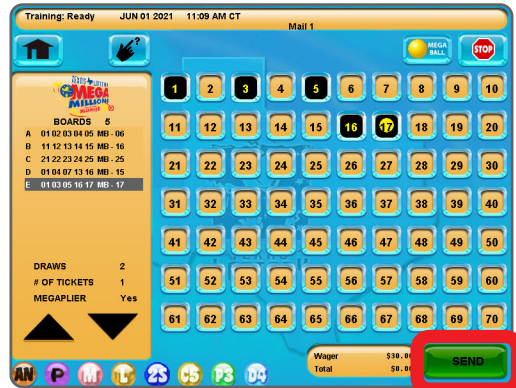 Training: Ready JUN 01 2021 11:09 AM CT
Mail 1
?
MEGA BALL
STOP
TEXAS LOTTERY
MEGA
MILLIONS
MEGAPLIER
BOARDS 5
A 01 02 03 04 05 MB - 06
B 11 12 13 14 15 MB - 16
C 21 22 23 24 25 MB - 25
D 01 04 07 13 16 MB - 15
E 01 03 05 16 17 MB - 17
DRAWS 2
# OF TICKETS 1
MEGAPLIER Yes
1 2 3 4 5 6 7 8 9 10
11 12 13 14 15 16 17 18 19 20
21 22 23 24 25 26 27 28 29 30
31 32 33 34 35 36 37 38 39 40
41 42 43 44 45 46 47 48 49 50
51 52 53 54 55 56 57 58 59 60
61 62 63 64 65 66 67 68 69 70
Wager $30.00
Total $0.00
SEND
AN P M L 2S C5 P3 D4